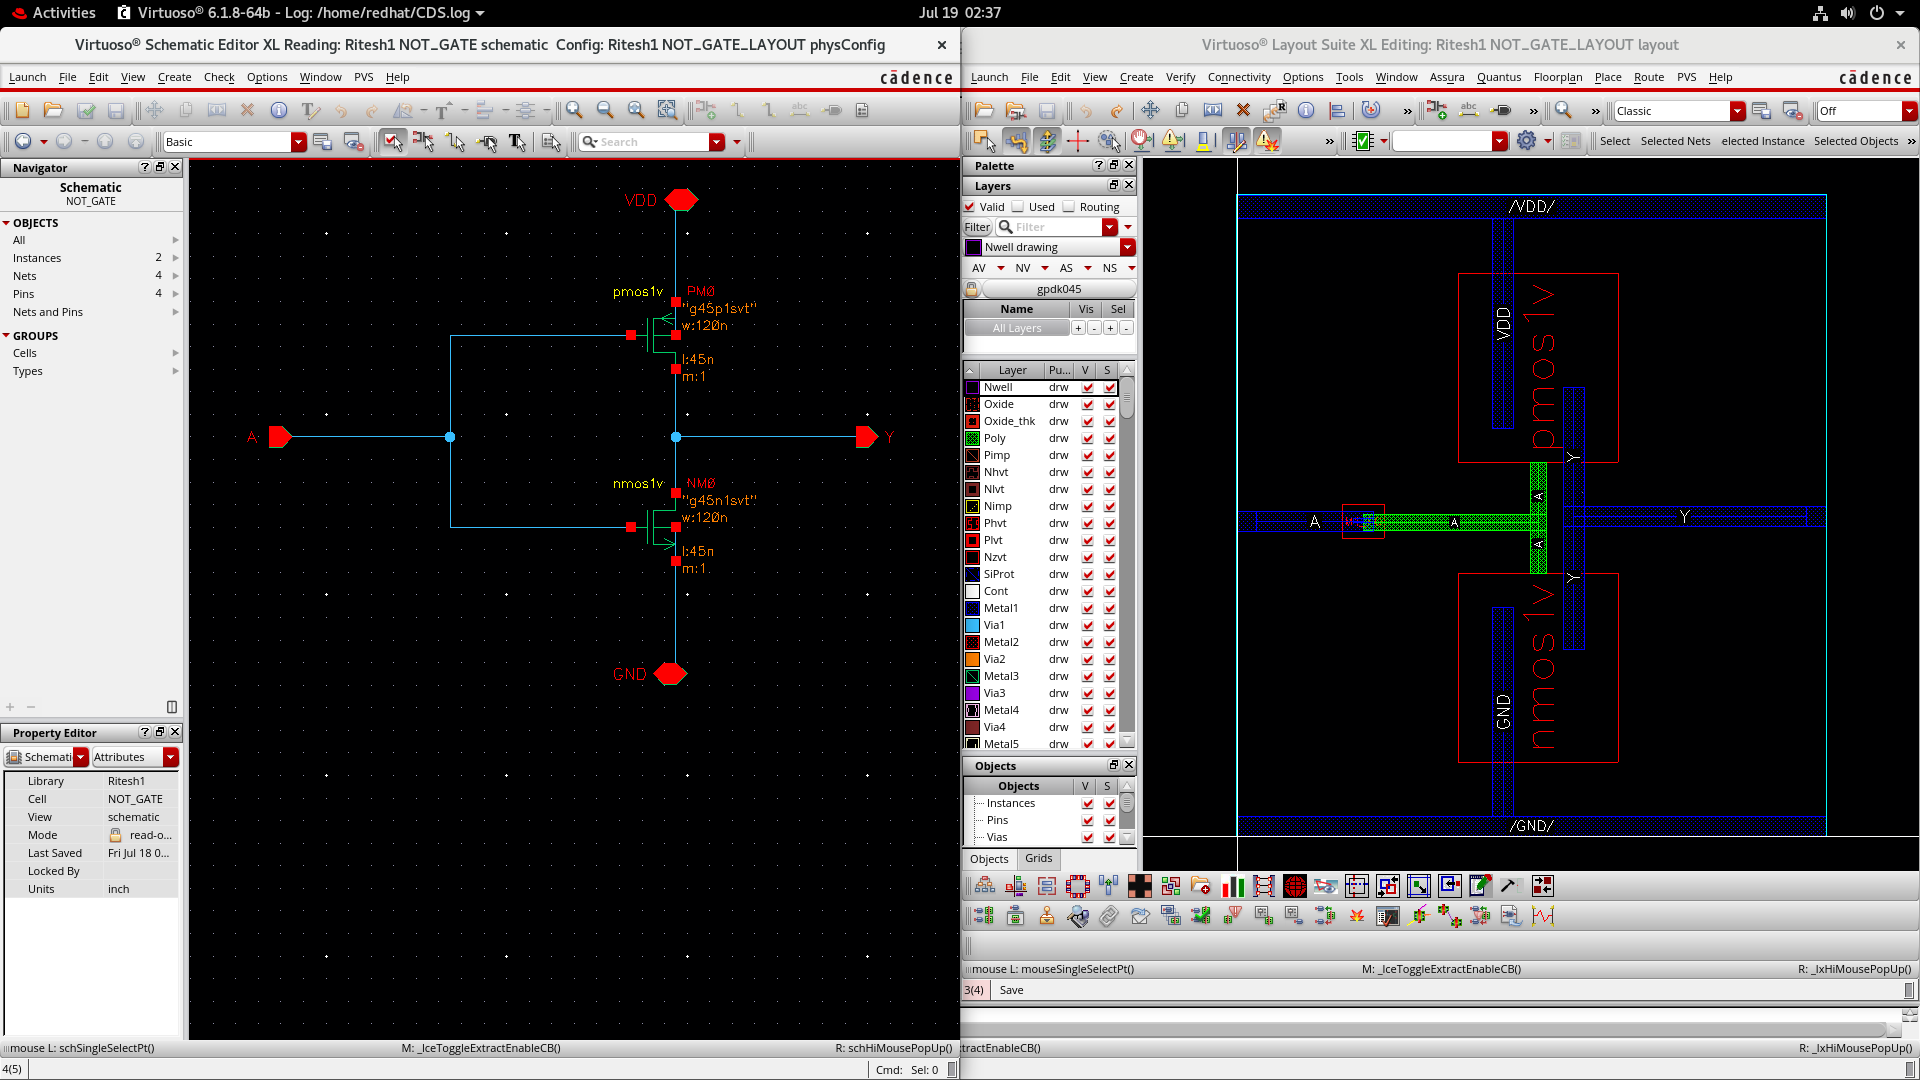 Activities Virtuoso® 6.1.8-64b - Log: /home/redhat/CDS.log Jul 19 02:37
Virtuoso® Schematic Editor XL Reading: Ritesh1 NOT_GATE schematic Config: Ritesh1 NOT_GATE_LAYOUT physConfig
Launch File Edit View Create Check Options Window PVS Help cādence
Basic Search
Navigator
Schematic
NOT_GATE
OBJECTS
All
Instances 2
Nets 4
Pins 4
Nets and Pins
GROUPS
Cells
Types
Property Editor
Schemati Attributes
Library Ritesh1
Cell NOT_GATE
View schematic
Mode read-o...
Last Saved Fri Jul 18 0...
Locked By
Units inch
VDD
pmos1v PM0
"g45p1svt"
w:120n
l:45n
m:1
A Y
nmos1v NM0
"g45n1svt"
w:120n
l:45n
m:1
GND
mouse L: schSingleSelectPt() M: _IceToggleExtractEnableCB() R: schHiMousePopUp()
4(5) Cmd: Sel: 0
Virtuoso® Layout Suite XL Editing: Ritesh1 NOT_GATE_LAYOUT layout
Launch File Edit View Create Verify Connectivity Options Tools Window Assura Quantus Floorplan Place Route PVS Help cādence
» » » Classic Off
» Select Selected Nets elected Instance Selected Objects »
Palette
Layers
Valid Used Routing
Filter Filter
Nwell drawing
AV NV AS NS
gpdk045
Name Vis Sel
All Layers + - + -
Layer Pu... V S
Nwell drw
Oxide drw
Oxide_thk drw
Poly drw
Pimp drw
Nhvt drw
Nlvt drw
Nimp drw
Phvt drw
Plvt drw
Nzvt drw
SiProt drw
Cont drw
Metal1 drw
Via1 drw
Metal2 drw
Via2 drw
Metal3 drw
Via3 drw
Metal4 drw
Via4 drw
Metal5 drw
Objects
Objects V S
Instances
Pins
Vias
Objects Grids
/VDD/
VDD
pmos1v
Y
A
A A Y
A
Y
nmos1v
GND
/GND/
mouse L: mouseSingleSelectPt() M: _IceToggleExtractEnableCB() R: _lxHiMousePopUp()
3(4) Save
ctractEnableCB() R: _lxHiMousePopUp()